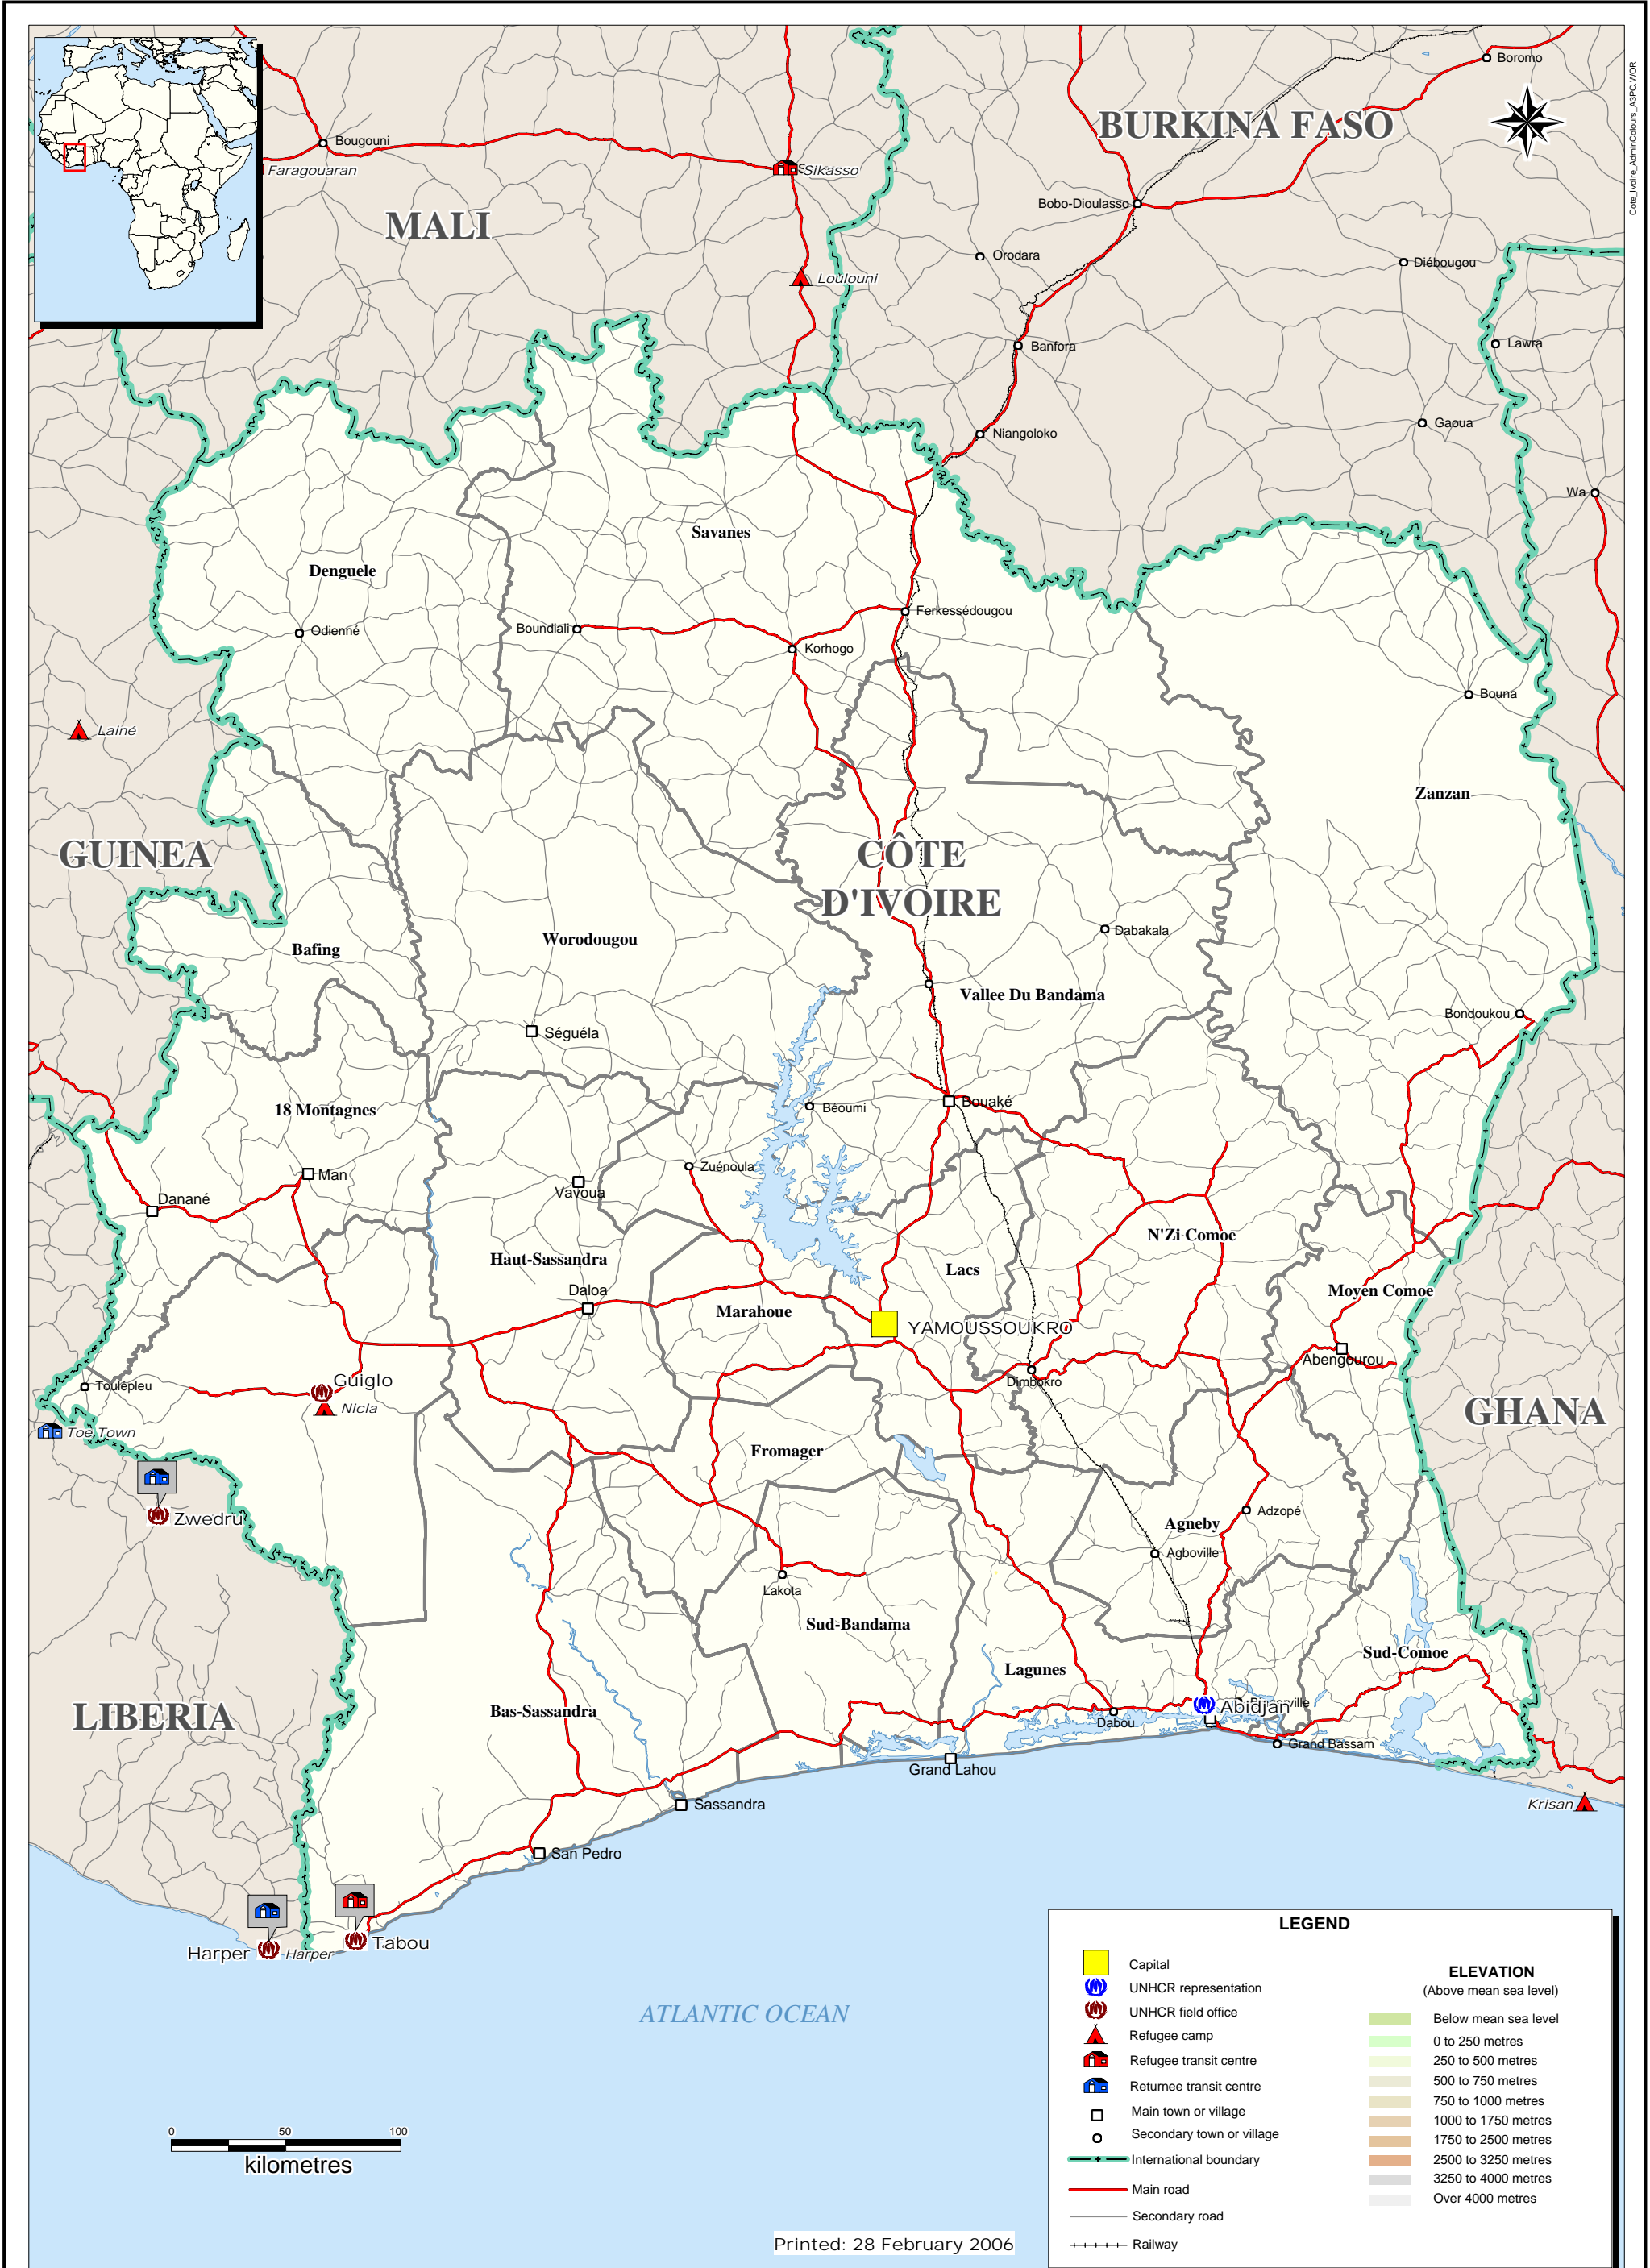 Cote_Ivoire_AdminColours_A3PC.WOR
Boromo
BURKINA FASO
Bougouni
Faragouaran
Sikasso
MALI
Bobo-Dioulasso
Orodara
Diébougou
Loulouni
Banfora
Lawra
Gaoua
Niangoloko
Wa
Savanes
Denguele
Ferkessédougou
Odienné
Boundiali
Korhogo
Bouna
Lainé
Zanzan
GUINEA
CÔTE
D'IVOIRE
Dabakala
Bafing
Worodougou
Vallee Du Bandama
Bondoukou
Séguéla
18 Montagnes
Béoumi
Bouaké
Man
Zuénoula
Vavoua
Danané
N'Zi Comoe
Haut-Sassandra
Lacs
Daloa
Marahoue
Moyen Comoe
YAMOUSSOUKRO
Abengourou
Dimbokro
Toulépleu
Guiglo
Nicla
GHANA
Toe Town
Fromager
Zwedru
Adzopé
Agneby
Agboville
Lakota
Sud-Bandama
Sud-Comoe
Lagunes
LIBERIA
Bas-Sassandra
Abidjan
Dabou
Grand Bassam
Grand Lahou
Sassandra
Krisan
San Pedro
Harper
Harper
Tabou
ATLANTIC OCEAN
LEGEND
Capital
UNHCR representation
UNHCR field office
Refugee camp
Refugee transit centre
Returnee transit centre
Main town or village
Secondary town or village
International boundary
Main road
Secondary road
Railway
ELEVATION
(Above mean sea level)
Below mean sea level
0 to 250 metres
250 to 500 metres
500 to 750 metres
750 to 1000 metres
1000 to 1750 metres
1750 to 2500 metres
2500 to 3250 metres
3250 to 4000 metres
Over 4000 metres
0 50 100
kilometres
Printed: 28 February 2006